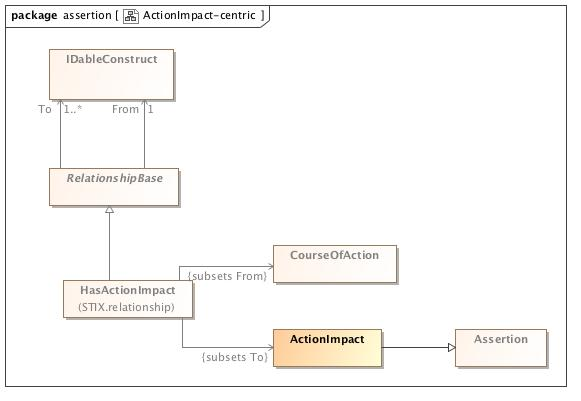 package assertion [ ActionImpact-centric ]
IDableConstruct
To 1..* From 1
RelationshipBase
CourseOfAction
{subsets From}
HasActionImpact
(STIX.relationship)
ActionImpact
Assertion
{subsets To}